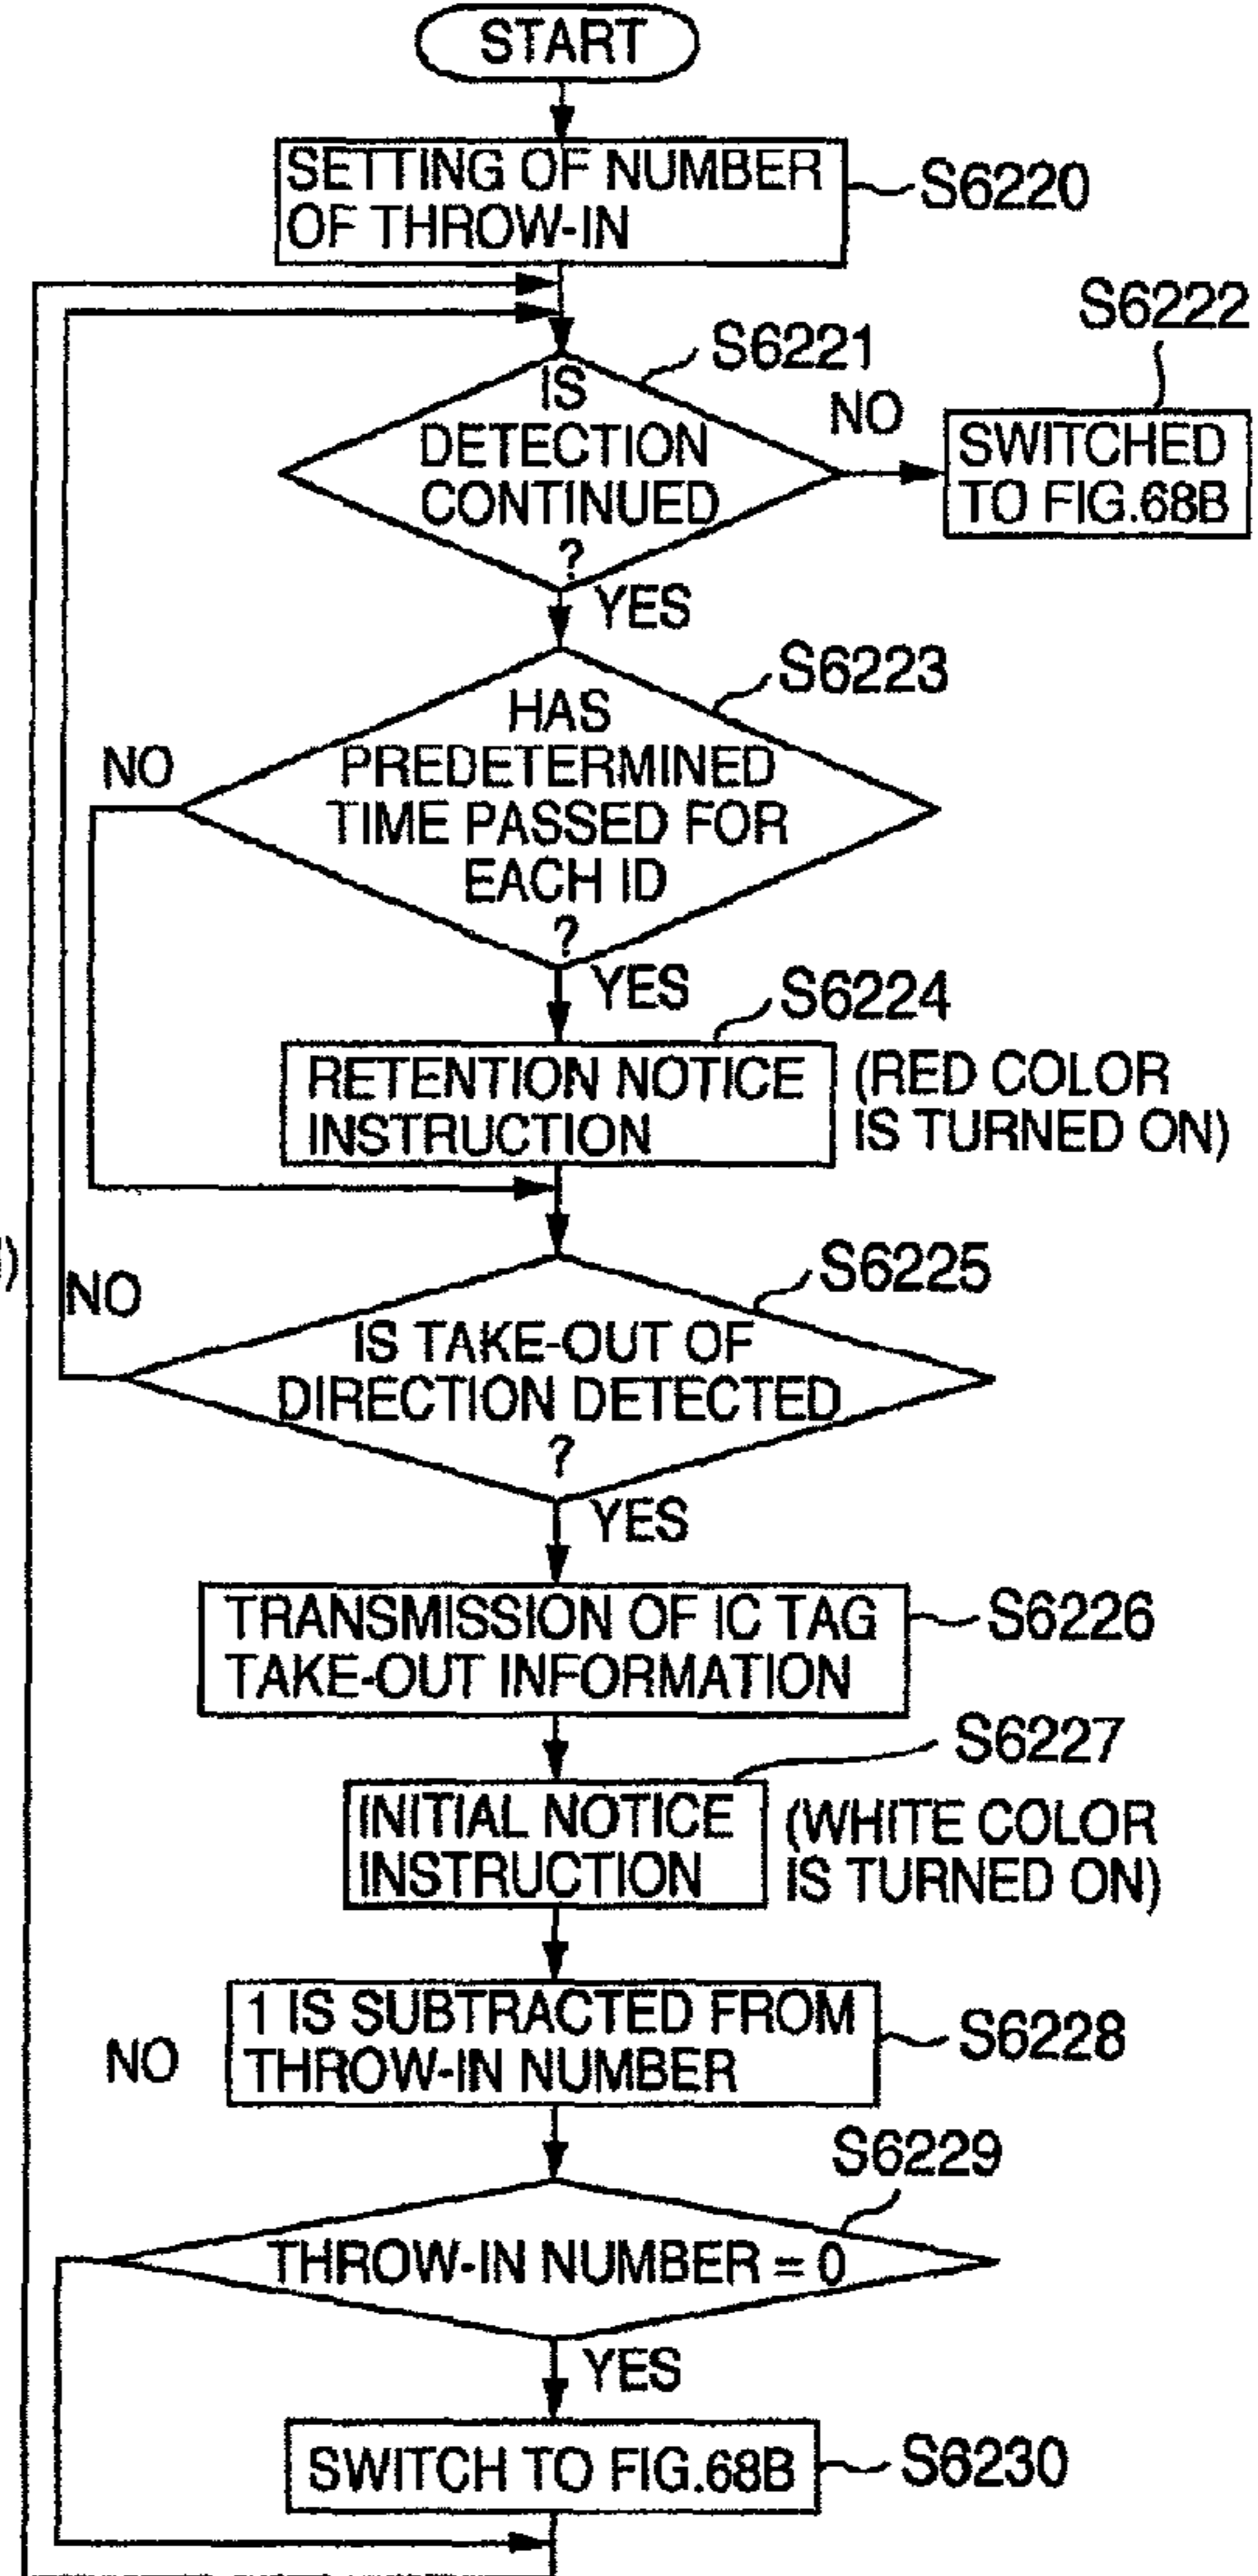 START
SETTING OF NUMBER
OF THROW-IN
S6220
S6222
S6221
IS
DETECTION
CONTINUED
?
NO
SWITCHED
TO FIG.68B
YES
S6223
HAS
PREDETERMINED
TIME PASSED FOR
EACH ID
?
NO
YES
S6224
RETENTION NOTICE
INSTRUCTION
(RED COLOR
IS TURNED ON)
S6225
NO
IS TAKE-OUT OF
DIRECTION DETECTED
?
YES
TRANSMISSION OF IC TAG
TAKE-OUT INFORMATION
S6226
S6227
INITIAL NOTICE
INSTRUCTION
(WHITE COLOR
IS TURNED ON)
1 IS SUBTRACTED FROM
THROW-IN NUMBER
S6228
NO
S6229
THROW-IN NUMBER = 0
YES
SWITCH TO FIG.68B
S6230